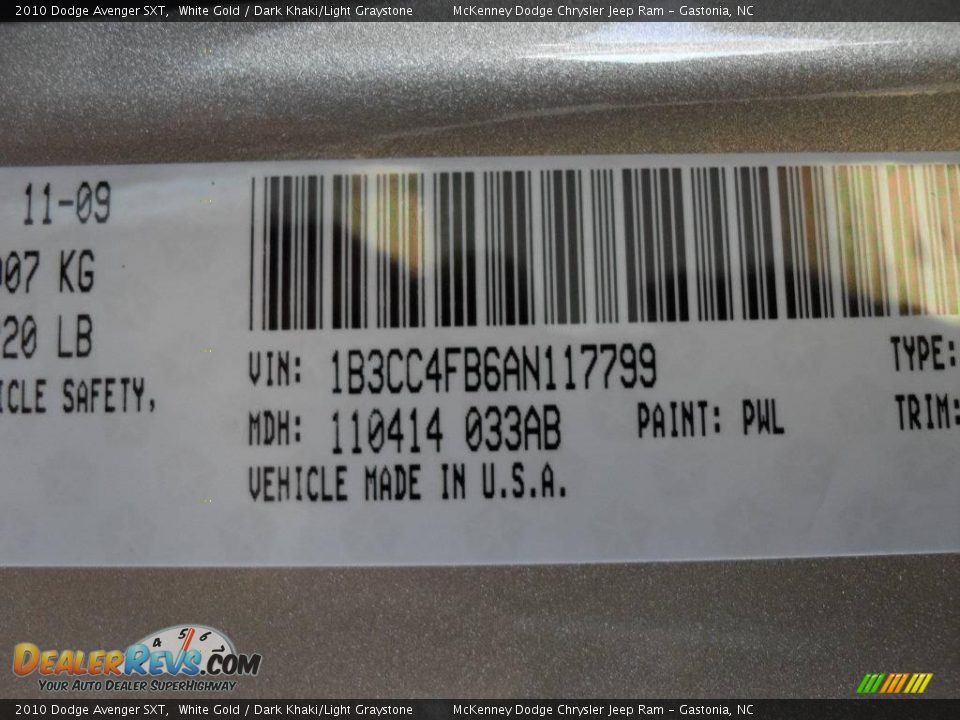 2010 Dodge Avenger SXT, White Gold / Dark Khaki/Light Graystone McKenney Dodge Chrysler Jeep Ram - Gastonia, NC
11-09
07 KG
20 LB
ICLE SAFETY,
VIN: 1B3CC4FB6AN117799
TYPE:
MDH: 110414 033AB
PAINT: PWL
TRIM:
VEHICLE MADE IN U.S.A.
4 5 6
DEALERREVS.COM
YOUR AUTO DEALER SUPERHIGHWAY
2010 Dodge Avenger SXT, White Gold / Dark Khaki/Light Graystone McKenney Dodge Chrysler Jeep Ram - Gastonia, NC